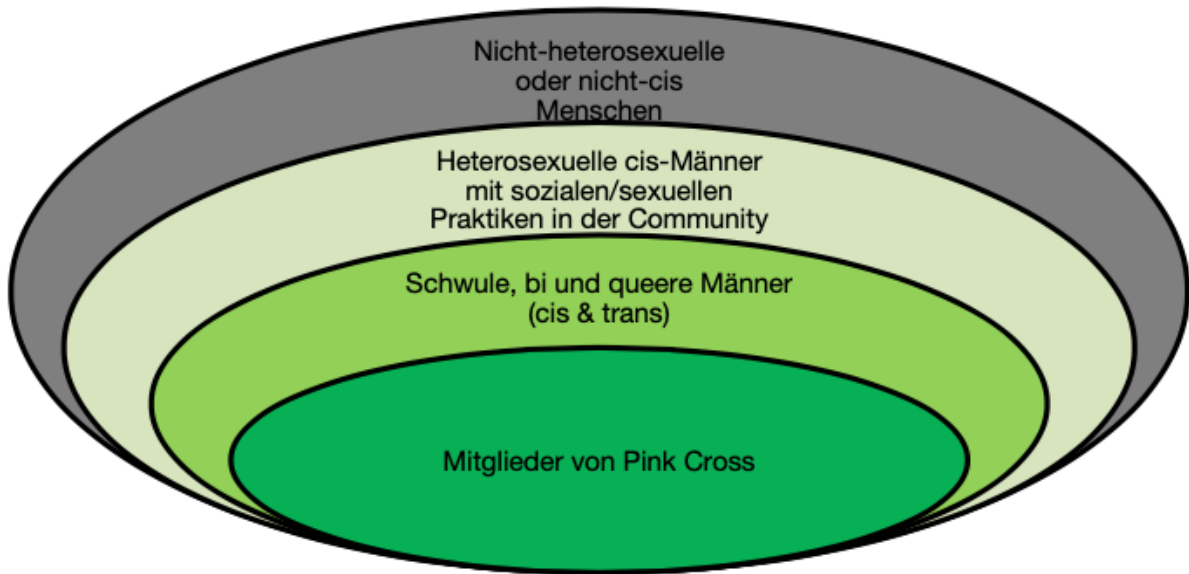 Nicht-heterosexuelle
oder nicht-cis
Menschen
Heterosexuelle cis-Männer
mit sozialen/sexuellen
Praktiken in der Community
Schwule, bi und queere Männer
(cis & trans)
Mitglieder von Pink Cross